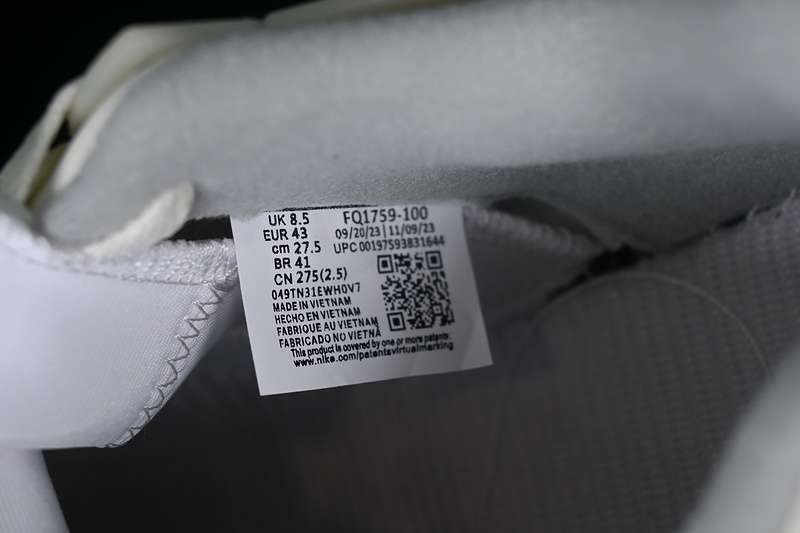 UK 8.5
EUR 43
cm 27.5
BR 41
CN 275(2.5)
FQ1759-100
09/20/23 | 11/09/23
UPC 00197593831644
049TN31EWH0V7
MADE IN VIETNAM
HECHO EN VIETNAM
FABRIQUE AU VIETNAM
FABRICADO NO VIETNÃ
This product is covered by one or more patents:
www.nike.com/patentsvirtualmarking